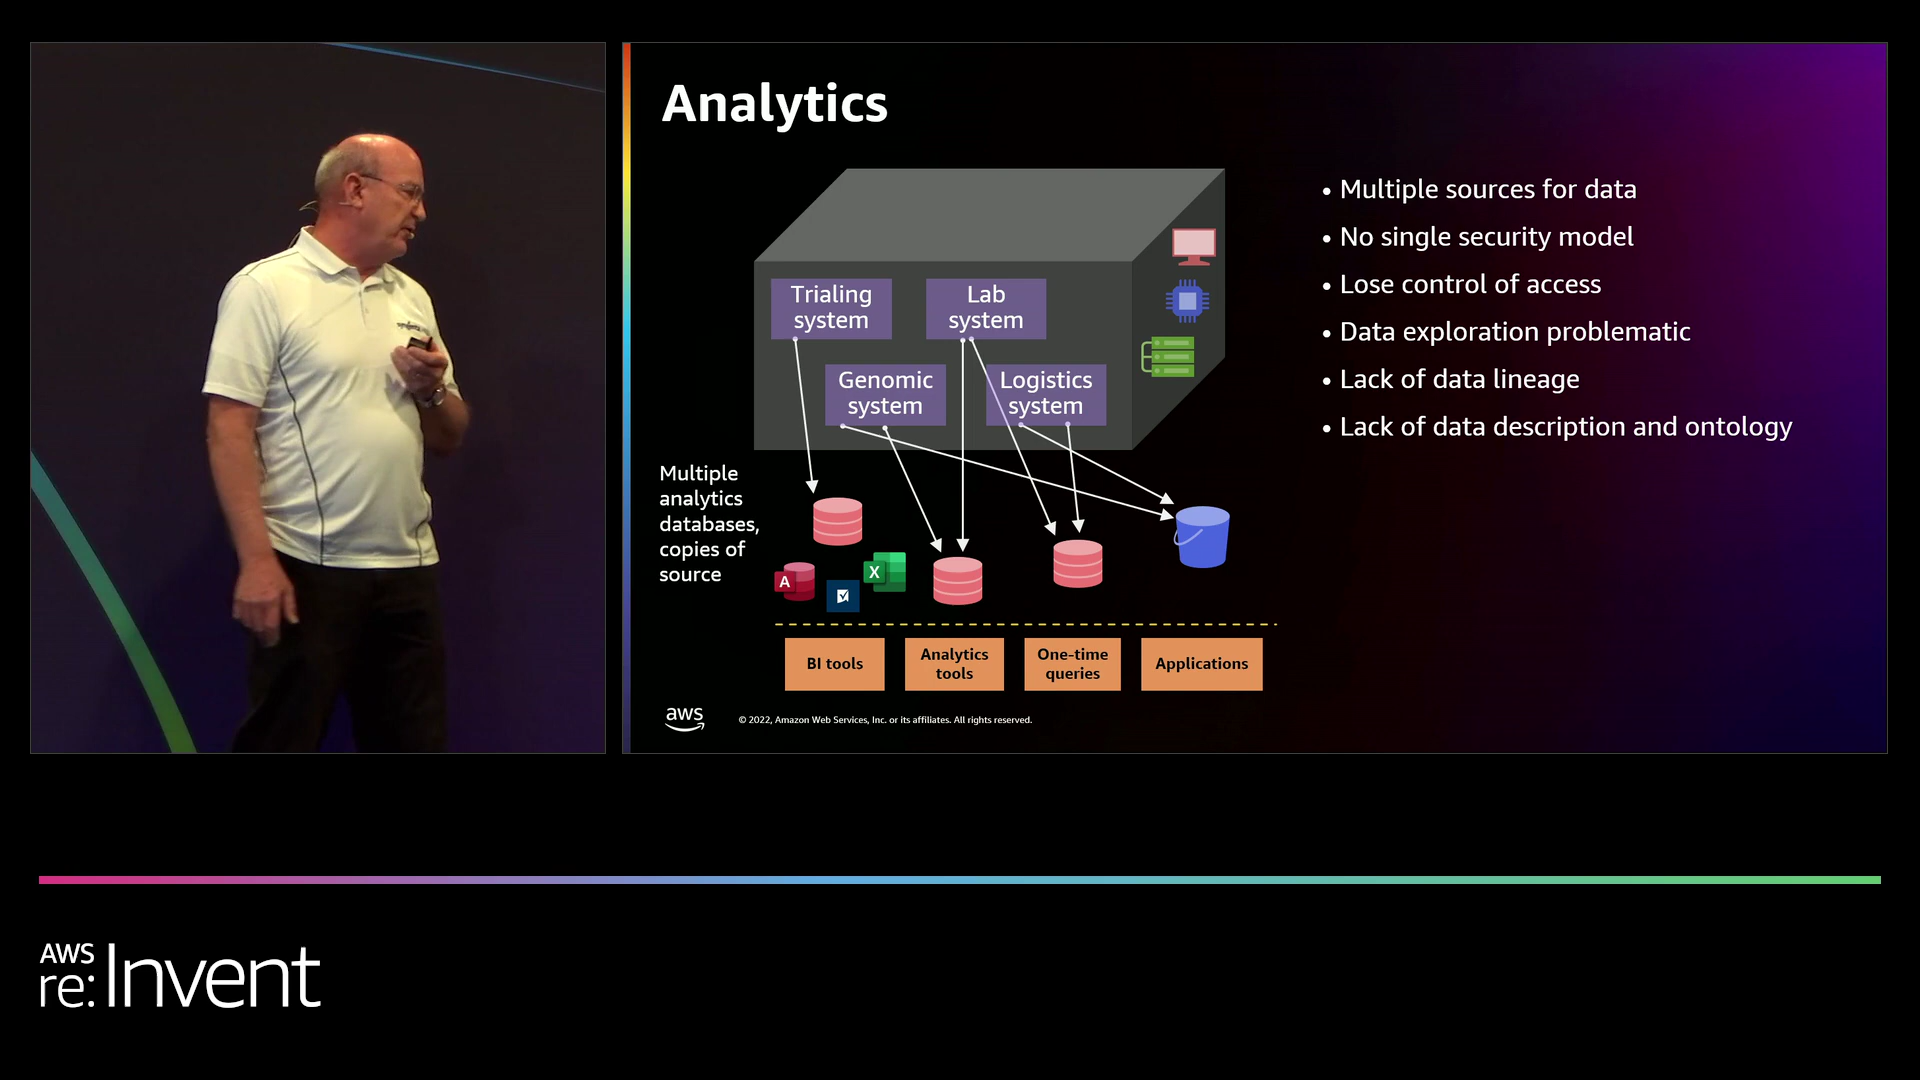 Analytics
Trialing
system
Lab
system
Genomic
system
Logistics
system
Multiple
analytics
databases,
copies of
source
A
X
BI tools
Analytics
tools
One-time
queries
Applications
aws
© 2022, Amazon Web Services, Inc. or its affiliates. All rights reserved.
• Multiple sources for data
• No single security model
• Lose control of access
• Data exploration problematic
• Lack of data lineage
• Lack of data description and ontology
AWS
re:Invent